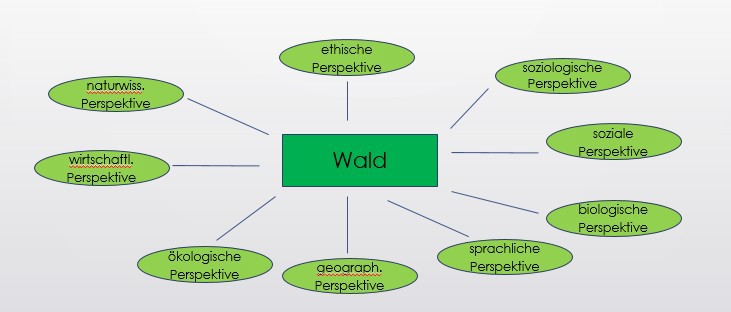 ethische
Perspektive
soziologische
Perspektive
naturwiss.
Perspektive
soziale
Perspektive
Wald
wirtschaftl.
Perspektive
biologische
Perspektive
sprachliche
Perspektive
ökologische
Perspektive
geograph.
Perspektive